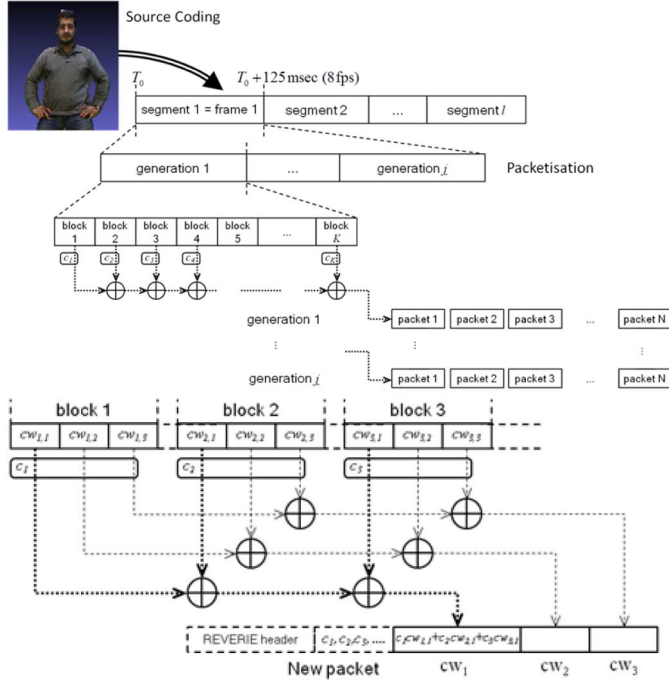 Source Coding
T₀ T₀ + 125 msec (8 fps)
segment 1 = frame 1 segment 2 ... segment l
generation 1 ... generation j Packetisation
block 1 block 2 block 3 block 4 block 5 ... block K
c₁ c₂ c₃ c₄ c_K
generation 1 packet 1 packet 2 packet 3 ... packet N
⋮ ⋮ ⋮
generation j packet 1 packet 2 packet 3 ... packet N
block 1 block 2 block 3
cw₁,₁ cw₁,₂ cw₁,₃ cw₂,₁ cw₂,₂ cw₂,₃ cw₃,₁ cw₃,₂ cw₃,₃
c₁ c₂ c₃
REVERIE header c₁, c₂, c₃, .... c₁cw₁,₁+c₂cw₂,₁+c₃cw₃,₁
New packet cw₁ cw₂ cw₃